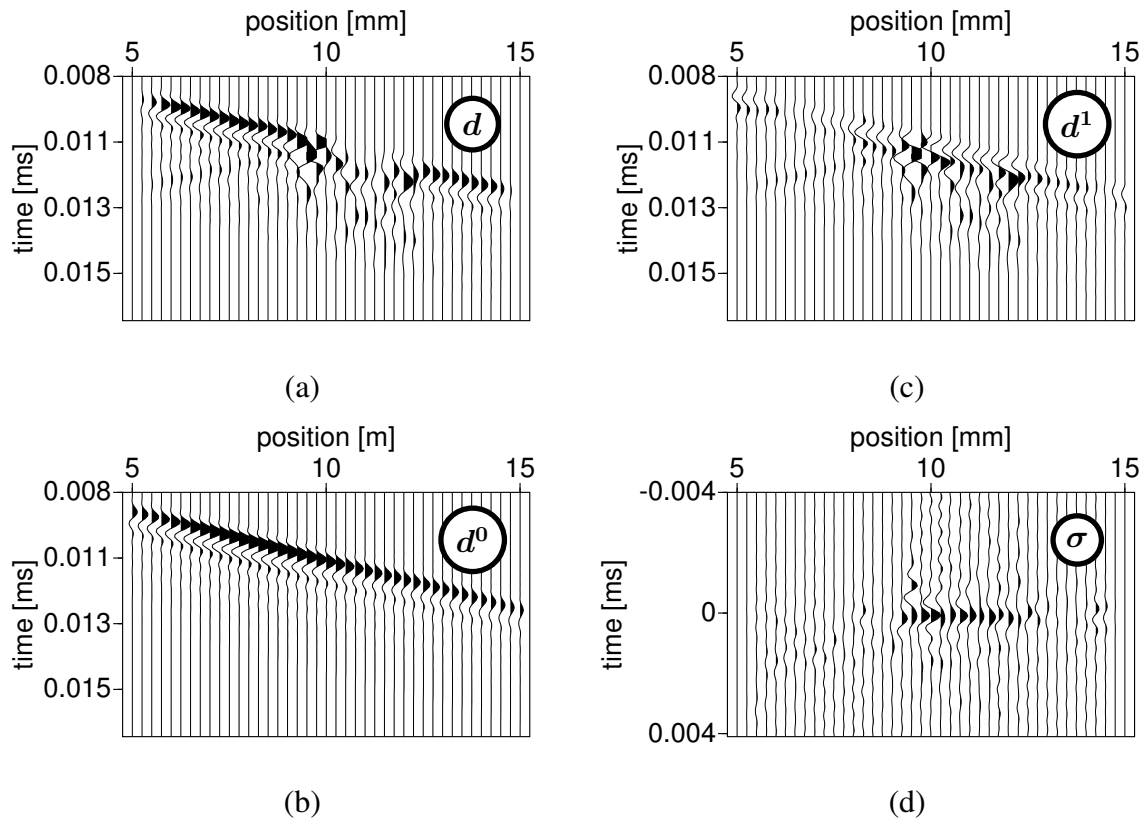 position [mm]
5 10 15
0.008
0.011
0.013
0.015
time [ms]
d
(a)
position [mm]
5 10 15
0.008
0.011
0.013
0.015
time [ms]
d¹
(c)
position [m]
5 10 15
0.008
0.011
0.013
0.015
time [ms]
d⁰
(b)
position [mm]
5 10 15
-0.004
0
0.004
time [ms]
σ
(d)